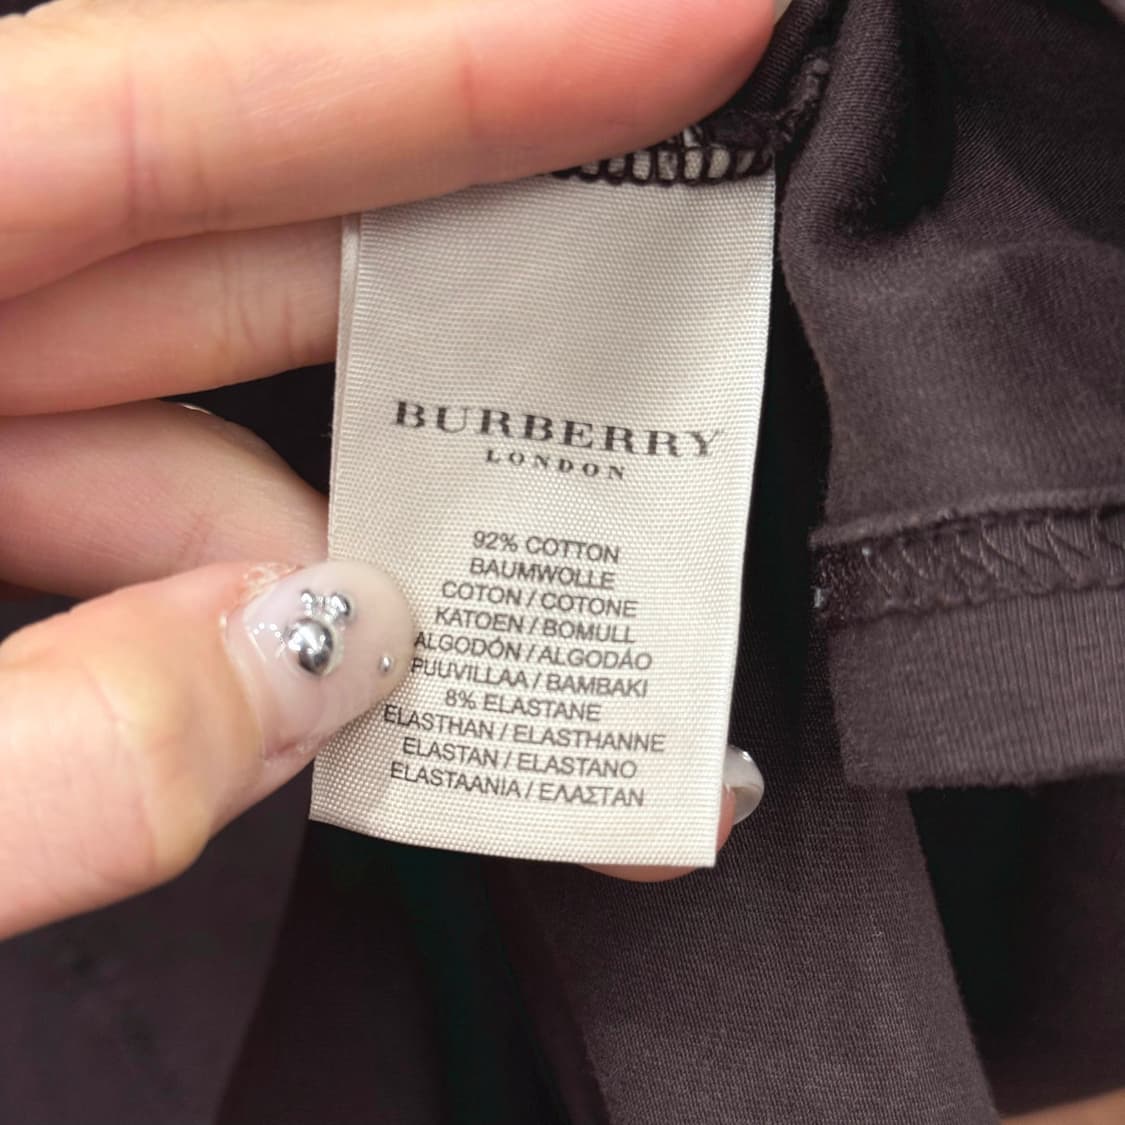 BURBERRY
LONDON
92% COTTON
BAUMWOLLE
COTON / COTONE
KATOEN / BOMULL
ALGODÓN / ALGODÃO
PUUVILLAA / BAMBAKI
8% ELASTANE
ELASTHAN / ELASTHANNE
ELASTAN / ELASTANO
ELASTAANIA / ΕΛΑΣΤΑΝ